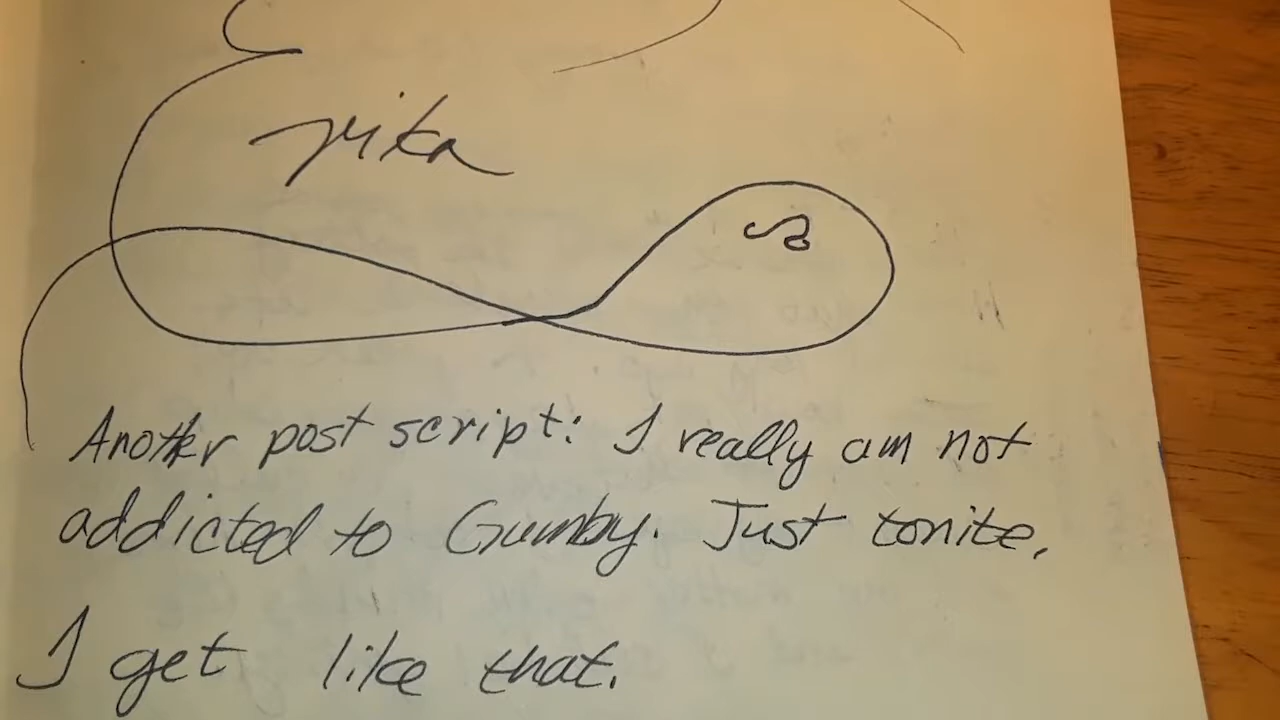 Erika
Another post script: I really am not
addicted to Gumby. Just tonite.
I get like that.